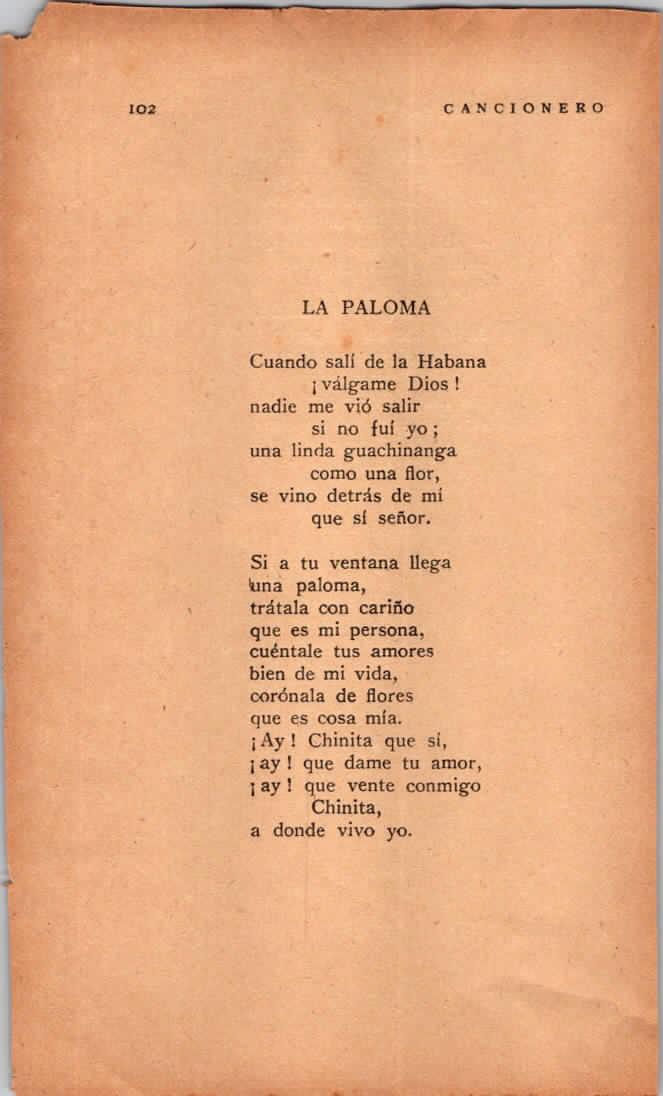 102 CANCIONERO
LA PALOMA
Cuando salí de la Habana
¡válgame Dios!
nadie me vió salir
si no fuí yo;
una linda guachinanga
como una flor,
se vino detrás de mí
que sí señor.
Si a tu ventana llega
una paloma,
trátala con cariño
que es mi persona,
cuéntale tus amores
bien de mi vida,
corónala de flores
que es cosa mía.
¡Ay! Chinita que sí,
¡ay! que dame tu amor,
¡ay! que vente conmigo
Chinita,
a donde vivo yo.